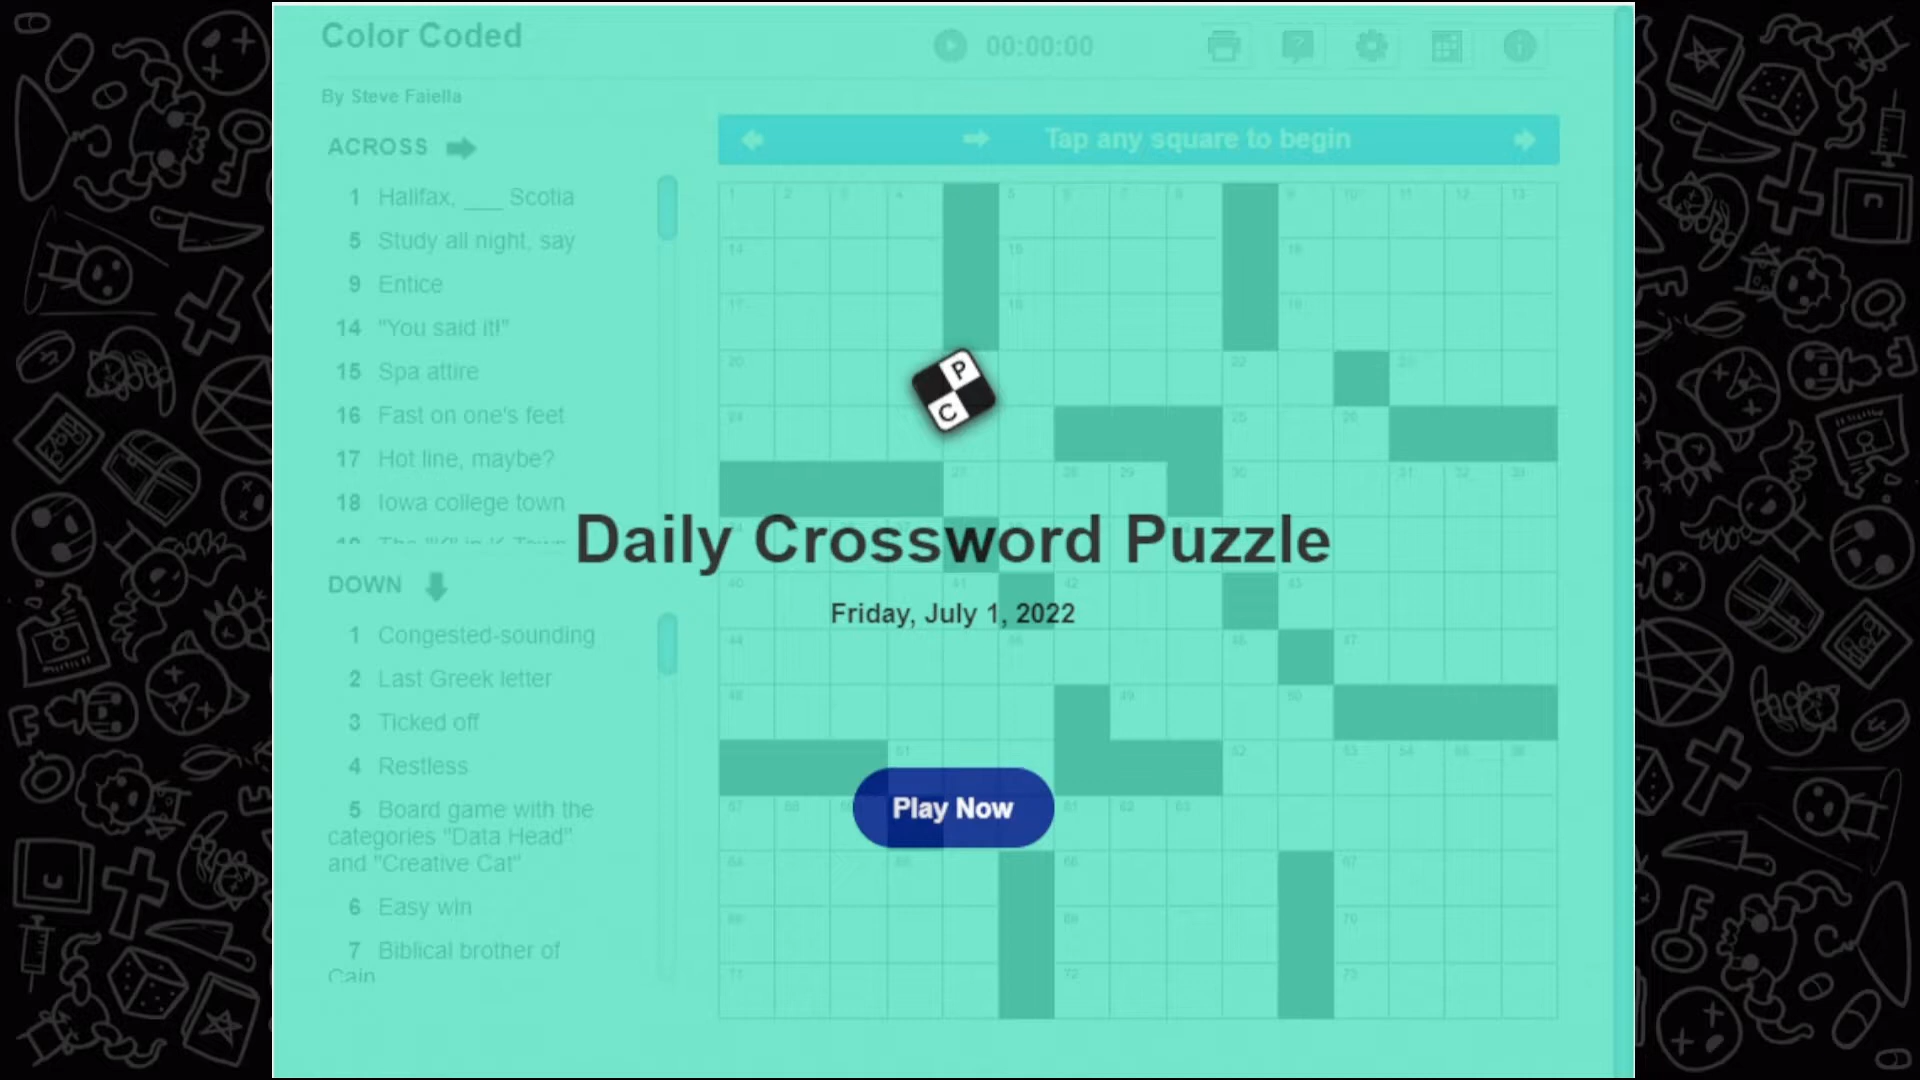 Color Coded
00:00:00
By Steve Faiella
ACROSS
Tap any square to begin
1 Halifax, ___ Scotia
5 Study all night, say
9 Entice
14 "You said it!"
15 Spa attire
16 Fast on one's feet
17 Hot line, maybe?
18 Iowa college town
P
C
Daily Crossword Puzzle
Friday, July 1, 2022
DOWN
1 Congested-sounding
2 Last Greek letter
3 Ticked off
4 Restless
5 Board game with the
categories "Data Head"
and "Creative Cat"
6 Easy win
7 Biblical brother of
Cain
Play Now